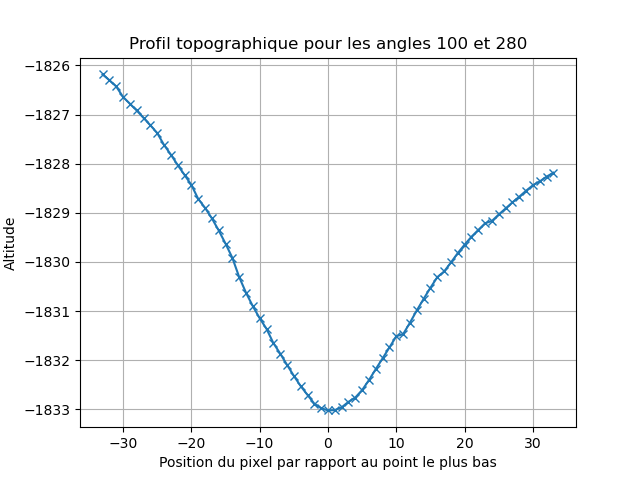 Profil topographique pour les angles 100 et 280
−1826
−1827
−1828
−1829
−1830
−1831
−1832
−1833
Altitude
−30 −20 −10 0 10 20 30
Position du pixel par rapport au point le plus bas